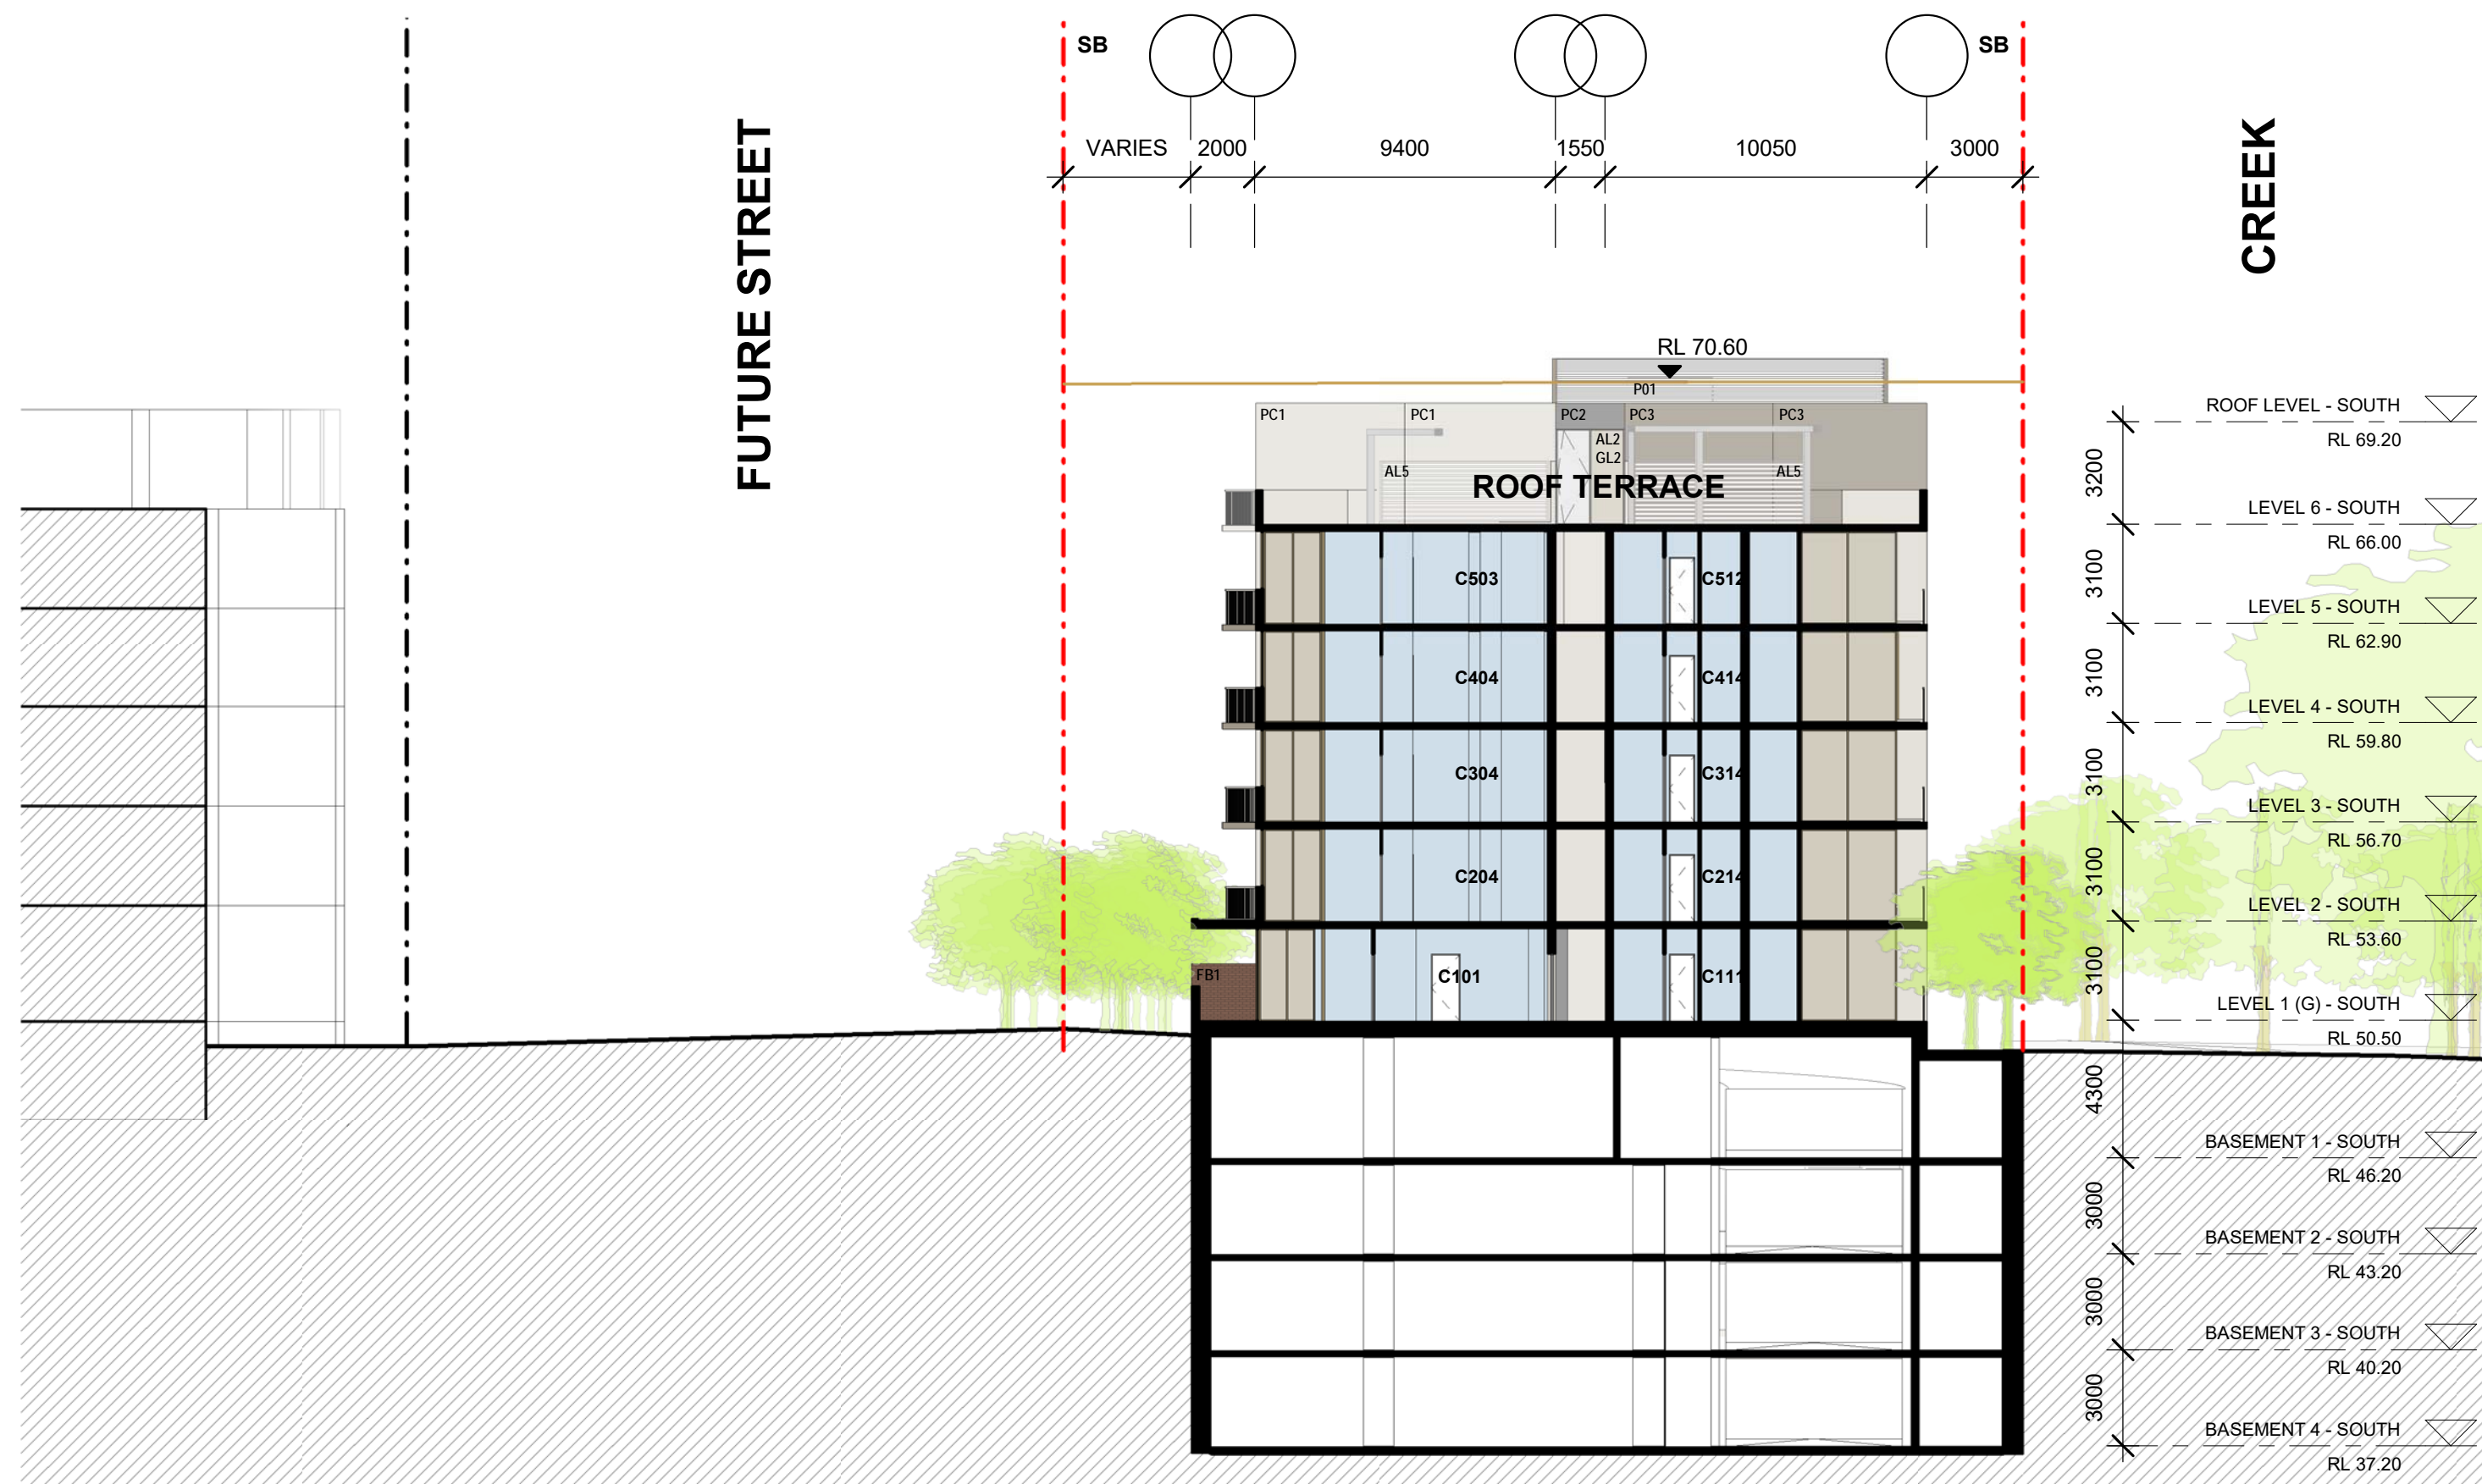 SB
SB
VARIES
2000
9400
1550
10050
3000
FUTURE STREET
CREEK
RL 70.60
P01
PC1
PC1
PC2
PC3
PC3
AL2
GL2
AL5
AL5
ROOF TERRACE
C503
C512
C404
C414
C304
C314
C204
C214
FB1
C101
C111
ROOF LEVEL - SOUTH
RL 69.20
3200
LEVEL 6 - SOUTH
RL 66.00
3100
LEVEL 5 - SOUTH
RL 62.90
3100
LEVEL 4 - SOUTH
RL 59.80
3100
LEVEL 3 - SOUTH
RL 56.70
3100
LEVEL 2 - SOUTH
RL 53.60
3100
LEVEL 1 (G) - SOUTH
RL 50.50
4300
BASEMENT 1 - SOUTH
RL 46.20
3000
BASEMENT 2 - SOUTH
RL 43.20
3000
BASEMENT 3 - SOUTH
RL 40.20
3000
BASEMENT 4 - SOUTH
RL 37.20